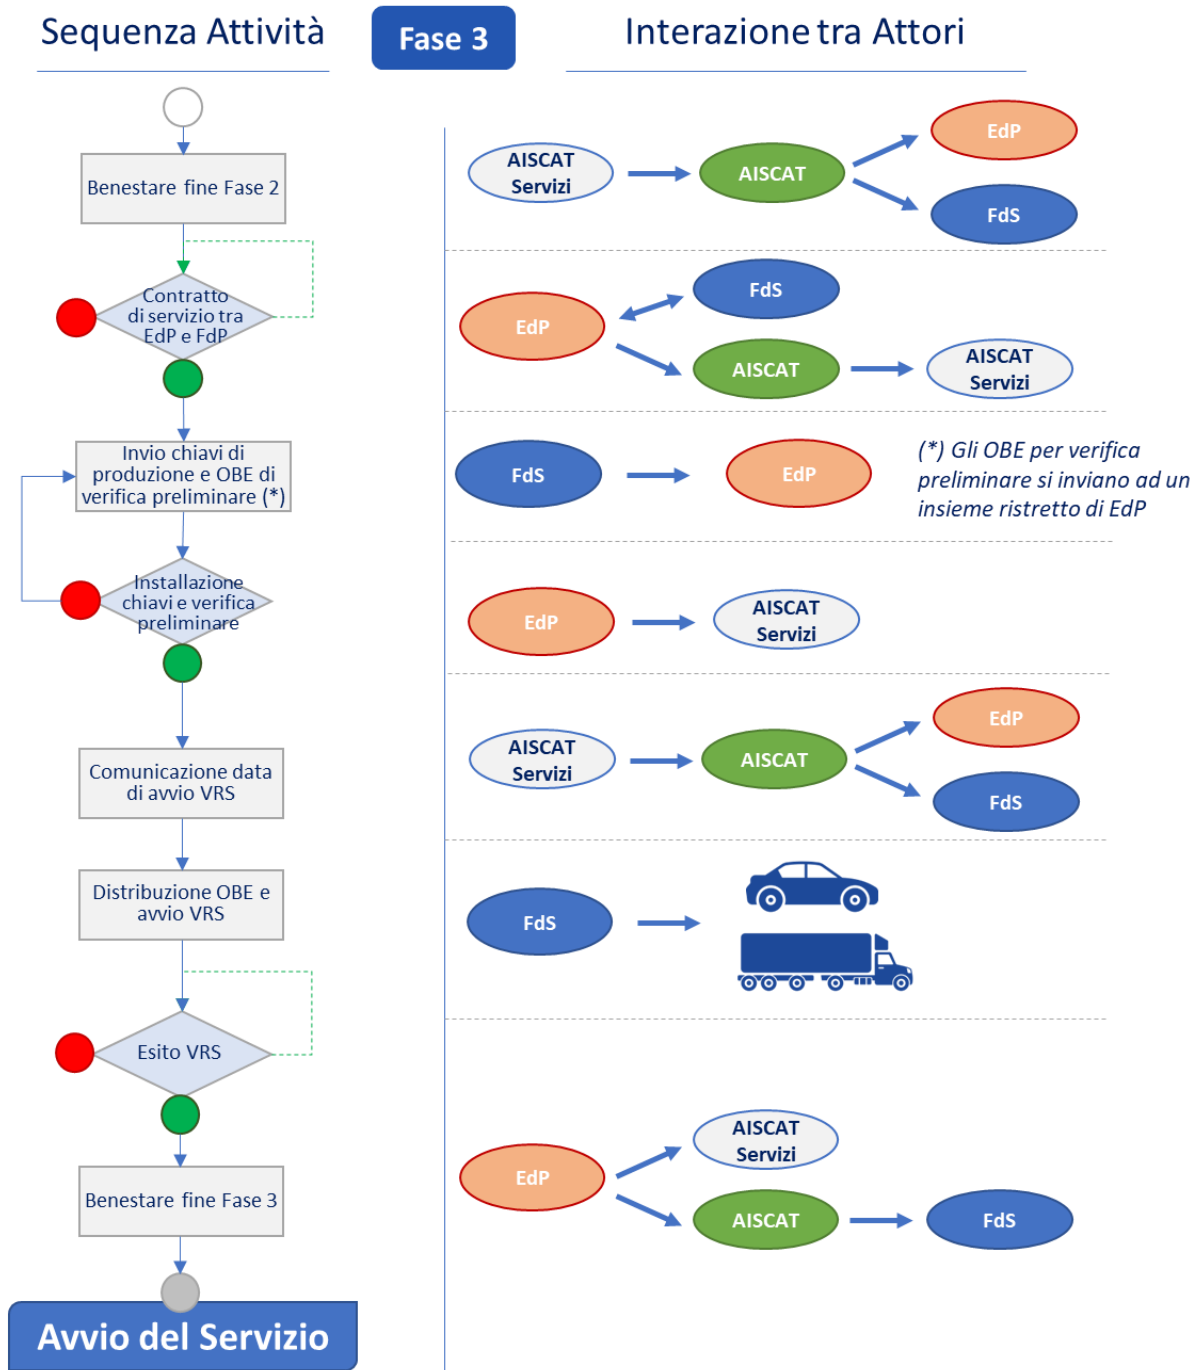 Sequenza Attività
Fase 3
Interazione tra Attori
Benestare fine Fase 2
AISCAT
Servizi
AISCAT
EdP
FdS
Contratto
di servizio tra
EdP e FdP
EdP
FdS
AISCAT
AISCAT
Servizi
Invio chiavi di
produzione e OBE di
verifica preliminare (*)
FdS
EdP
(*) Gli OBE per verifica
preliminare si inviano ad un
insieme ristretto di EdP
Installazione
chiavi e verifica
preliminare
EdP
AISCAT
Servizi
Comunicazione data
di avvio VRS
AISCAT
Servizi
AISCAT
EdP
FdS
Distribuzione OBE e
avvio VRS
FdS
Esito VRS
Benestare fine Fase 3
EdP
AISCAT
Servizi
AISCAT
FdS
Avvio del Servizio